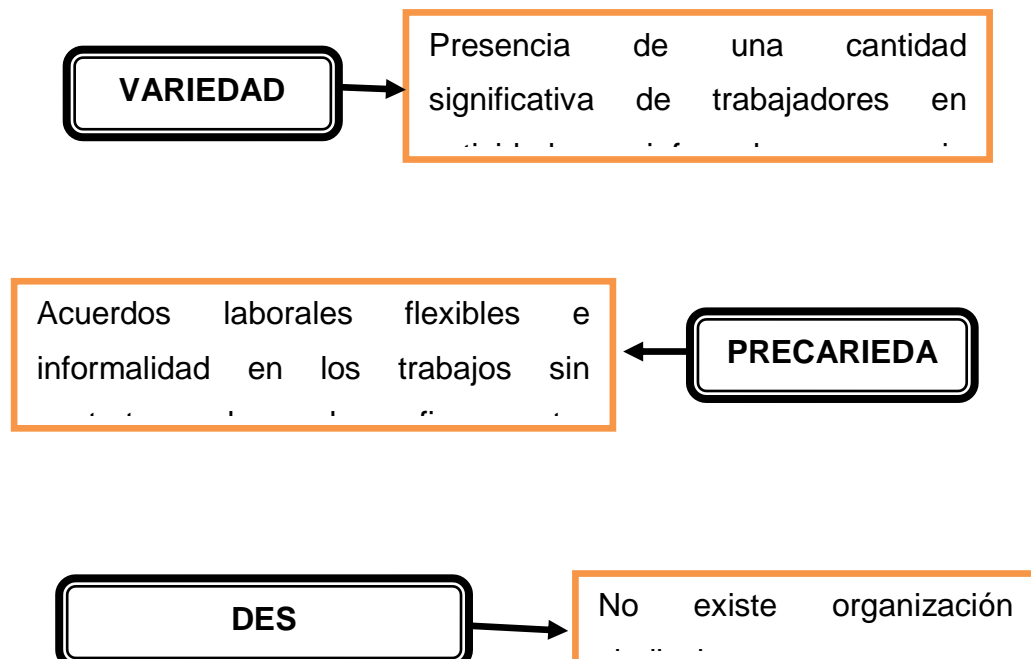 VARIEDAD
Presencia de una cantidad
significativa de trabajadores en
Acuerdos laborales flexibles e
informalidad en los trabajos sin
PRECARIEDA
DES
No existe organización